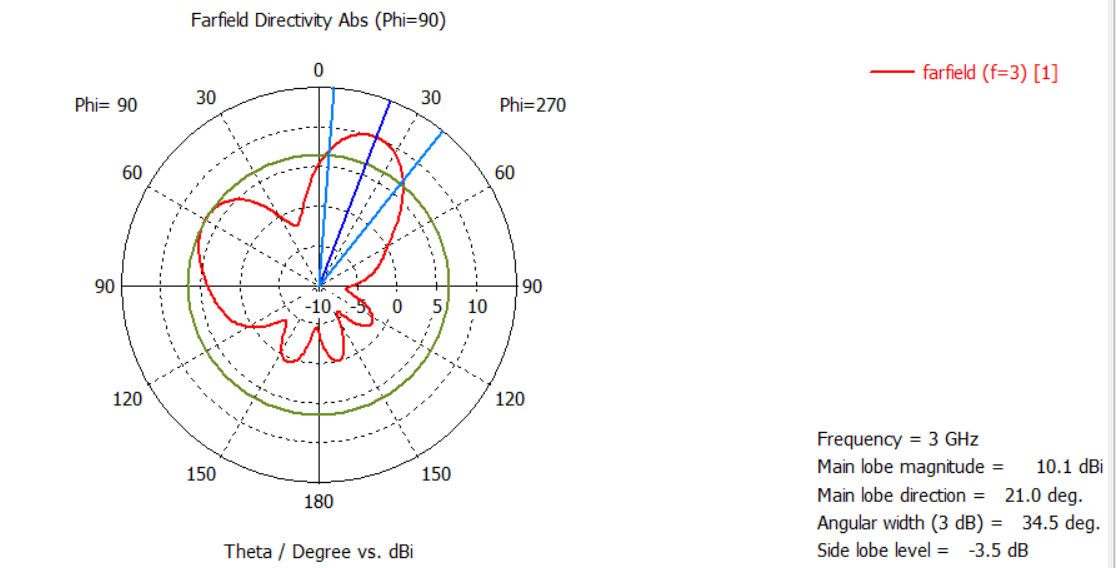 Farfield Directivity Abs (Phi=90)
farfield (f=3) [1]
0
Phi= 90
30
30
Phi=270
60
60
90
-10
-5
0
5
10
90
120
120
150
150
180
Theta / Degree vs. dBi
Frequency = 3 GHz
Main lobe magnitude = 10.1 dBi
Main lobe direction = 21.0 deg.
Angular width (3 dB) = 34.5 deg.
Side lobe level = -3.5 dB